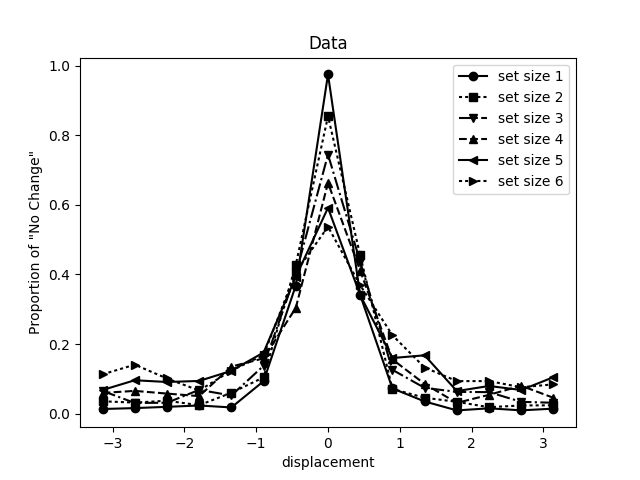 Data
1.0
0.8
0.6
0.4
0.2
0.0
Proportion of "No Change"
set size 1
set size 2
set size 3
set size 4
set size 5
set size 6
−3 −2 −1 0 1 2 3
displacement